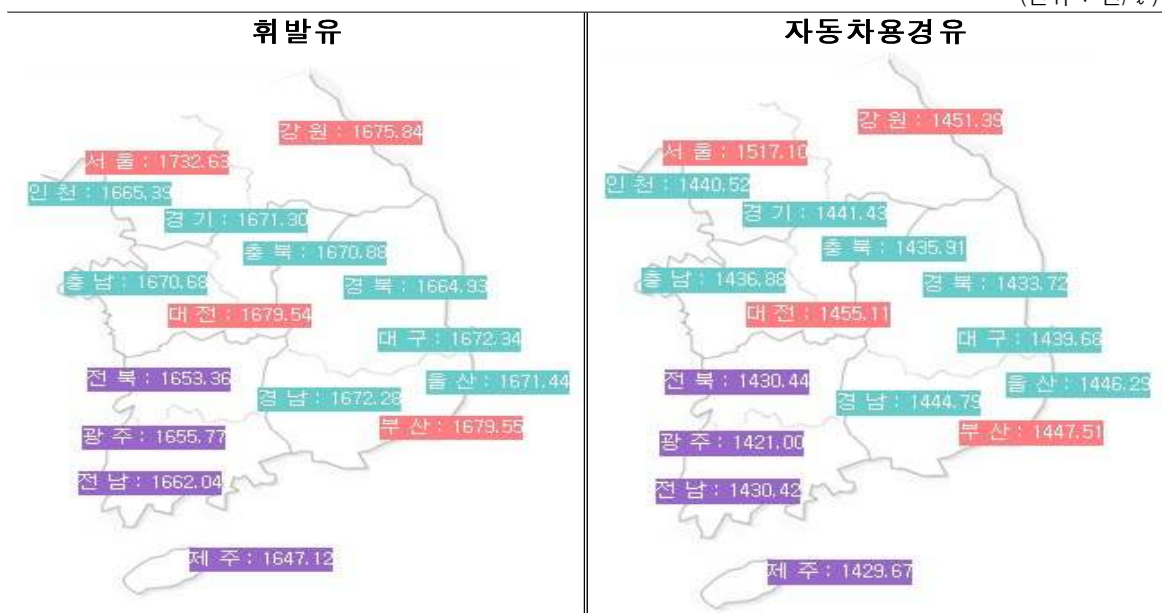 휘발유
강 원 : 1675.84
서 울 : 1732.63
인 천 : 1665.39
경 기 : 1671.30
충 북 : 1670.88
충 남 : 1670.68
경 북 : 1664.93
대 전 : 1679.54
대 구 : 1672.34
전 북 : 1653.36
울 산 : 1671.44
경 남 : 1672.28
부 산 : 1679.55
광 주 : 1655.77
전 남 : 1662.04
제 주 : 1647.12
자동차용경유
강 원 : 1451.39
서 울 : 1517.10
인 천 : 1440.52
경 기 : 1441.43
충 북 : 1435.91
충 남 : 1436.88
경 북 : 1433.72
대 전 : 1455.11
대 구 : 1439.68
전 북 : 1430.44
울 산 : 1446.29
경 남 : 1444.79
부 산 : 1447.51
광 주 : 1421.00
전 남 : 1430.42
제 주 : 1429.67